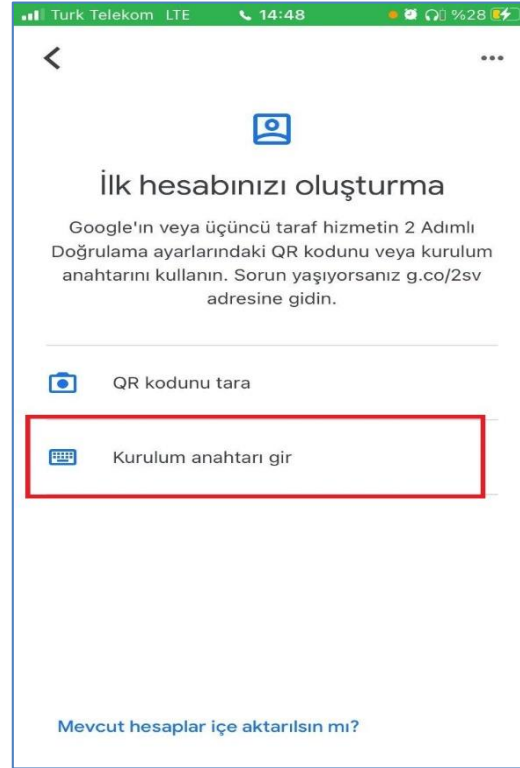 Turk Telekom LTE 14:48 %28
İlk hesabınızı oluşturma
Google'ın veya üçüncü taraf hizmetin 2 Adımlı
Doğrulama ayarlarındaki QR kodunu veya kurulum
anahtarını kullanın. Sorun yaşıyorsanız g.co/2sv
adresine gidin.
QR kodunu tara
Kurulum anahtarı gir
Mevcut hesaplar içe aktarılsın mı?